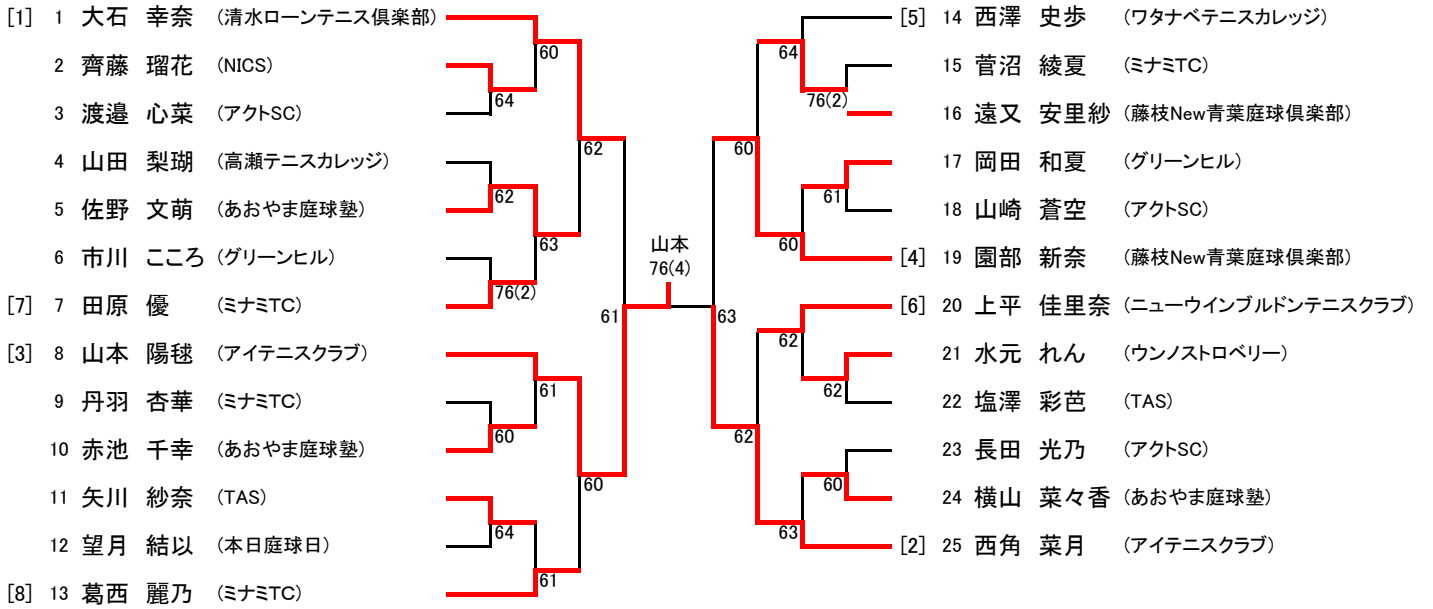 [1] 1 大石 幸奈 (清水ローンテニス倶楽部)
2 齊藤 瑠花 (NICS)
3 渡邉 心菜 (アクトSC)
4 山田 梨瑚 (高瀬テニスカレッジ)
5 佐野 文萌 (あおやま庭球塾)
6 市川 こころ (グリーンヒル)
[7] 7 田原 優 (ミナミTC)
[3] 8 山本 陽毬 (アイテニスクラブ)
9 丹羽 杏華 (ミナミTC)
10 赤池 千幸 (あおやま庭球塾)
11 矢川 紗奈 (TAS)
12 望月 結以 (本日庭球日)
[8] 13 葛西 麗乃 (ミナミTC)
60
64
62
62
63
76(2)
61
61
60
60
64
61
山本
76(4)
64
76(2)
60
61
60
63
62
62
62
60
63
[5] 14 西澤 史歩 (ワタナベテニスカレッジ)
15 菅沼 綾夏 (ミナミTC)
16 遠又 安里紗 (藤枝New青葉庭球倶楽部)
17 岡田 和夏 (グリーンヒル)
18 山崎 蒼空 (アクトSC)
[4] 19 園部 新奈 (藤枝New青葉庭球倶楽部)
[6] 20 上平 佳里奈 (ニューウインブルドンテニスクラブ)
21 水元 れん (ウンノストロベリー)
22 塩澤 彩芭 (TAS)
23 長田 光乃 (アクトSC)
24 横山 菜々香 (あおやま庭球塾)
[2] 25 西角 菜月 (アイテニスクラブ)